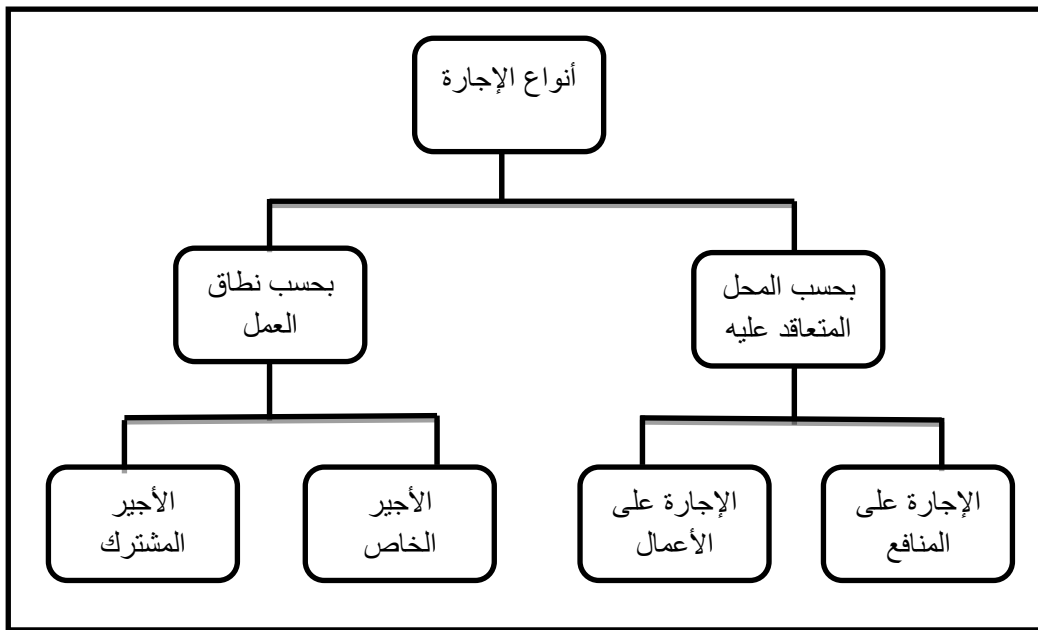 أنواع الإجارة
بحسب المحل
المتعاقد عليه
بحسب نطاق
العمل
الإجارة على
المنافع
الإجارة على
الأعمال
الأجير
الخاص
الأجير
المشترك